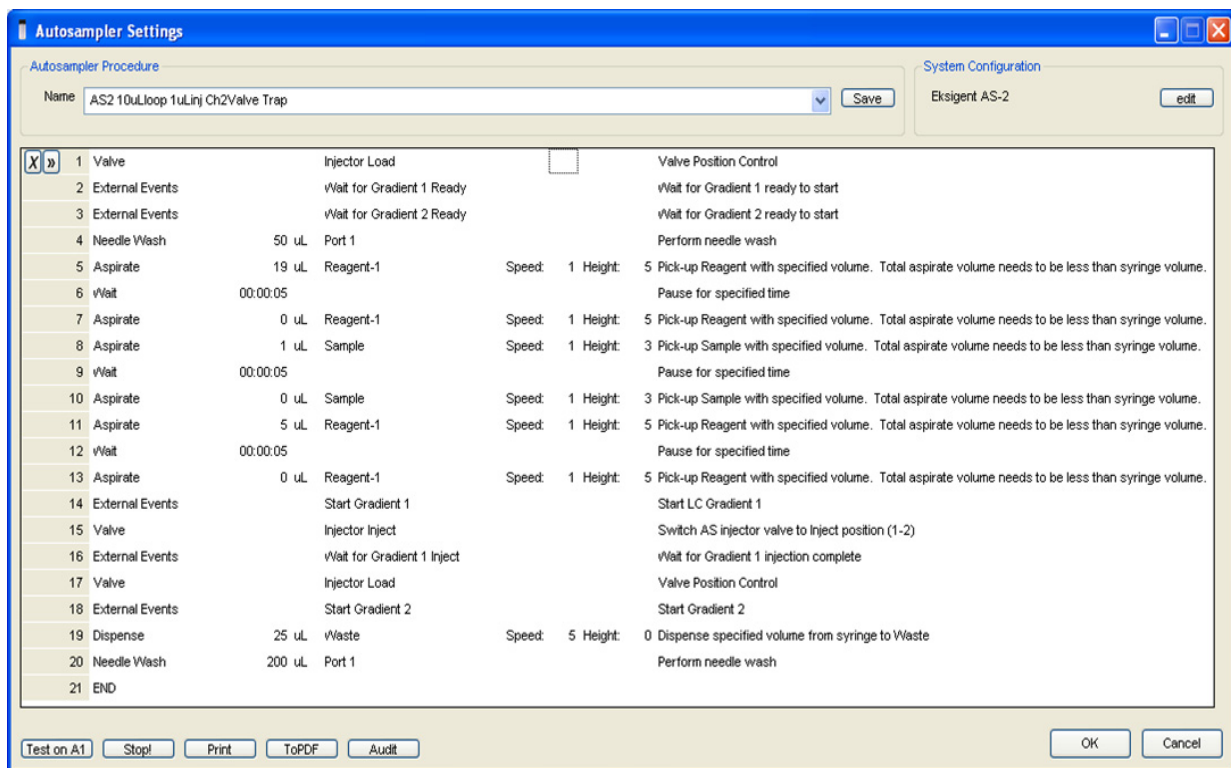 Autosampler Settings
Autosampler Procedure
System Configuration
Name AS2 10uLloop 1uLinj Ch2Valve Trap Save
Eksigent AS-2 edit
X » 1 Valve Injector Load Valve Position Control
2 External Events Wait for Gradient 1 Ready Wait for Gradient 1 ready to start
3 External Events Wait for Gradient 2 Ready Wait for Gradient 2 ready to start
4 Needle Wash 50 uL Port 1 Perform needle wash
5 Aspirate 19 uL Reagent-1 Speed: 1 Height: 5 Pick-up Reagent with specified volume. Total aspirate volume needs to be less than syringe volume.
6 Wait 00:00:05 Pause for specified time
7 Aspirate 0 uL Reagent-1 Speed: 1 Height: 5 Pick-up Reagent with specified volume. Total aspirate volume needs to be less than syringe volume.
8 Aspirate 1 uL Sample Speed: 1 Height: 3 Pick-up Sample with specified volume. Total aspirate volume needs to be less than syringe volume.
9 Wait 00:00:05 Pause for specified time
10 Aspirate 0 uL Sample Speed: 1 Height: 3 Pick-up Sample with specified volume. Total aspirate volume needs to be less than syringe volume.
11 Aspirate 5 uL Reagent-1 Speed: 1 Height: 5 Pick-up Reagent with specified volume. Total aspirate volume needs to be less than syringe volume.
12 Wait 00:00:05 Pause for specified time
13 Aspirate 0 uL Reagent-1 Speed: 1 Height: 5 Pick-up Reagent with specified volume. Total aspirate volume needs to be less than syringe volume.
14 External Events Start Gradient 1 Start LC Gradient 1
15 Valve Injector Inject Switch AS injector valve to Inject position (1-2)
16 External Events Wait for Gradient 1 Inject Wait for Gradient 1 injection complete
17 Valve Injector Load Valve Position Control
18 External Events Start Gradient 2 Start Gradient 2
19 Dispense 25 uL Waste Speed: 5 Height: 0 Dispense specified volume from syringe to Waste
20 Needle Wash 200 uL Port 1 Perform needle wash
21 END
Test on A1 Stop! Print ToPDF Audit OK Cancel